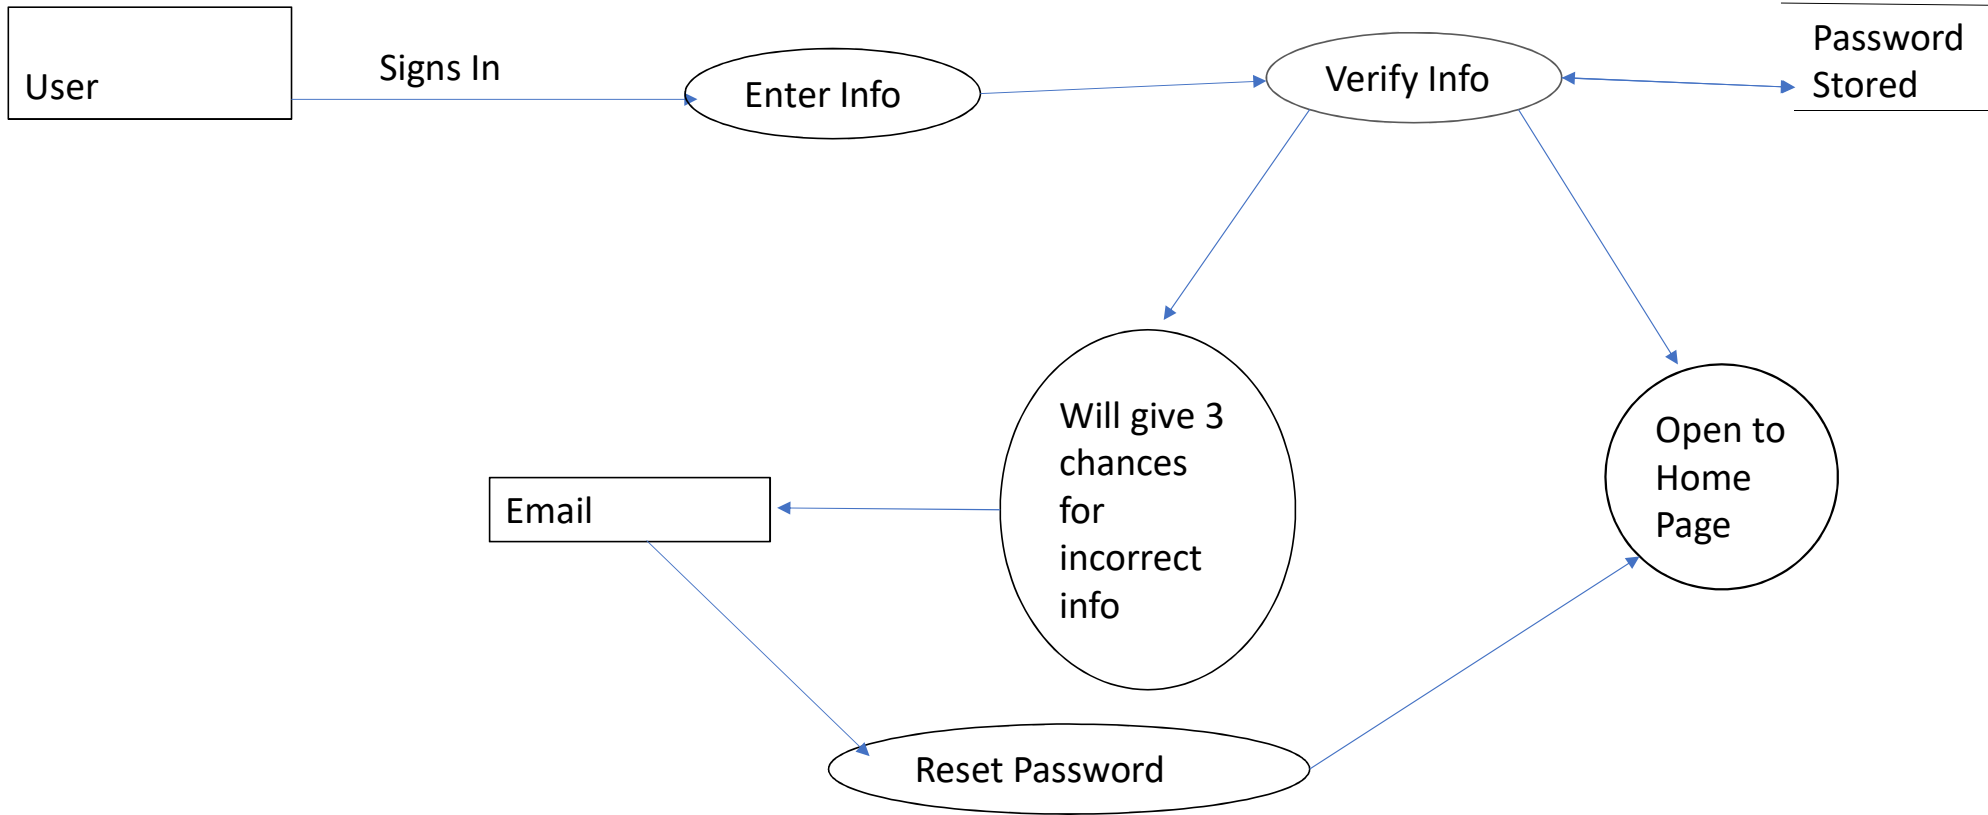 User
Signs In
Enter Info
Verify Info
Password
Stored
Will give 3
chances
for
incorrect
info
Open to
Home
Page
Email
Reset Password